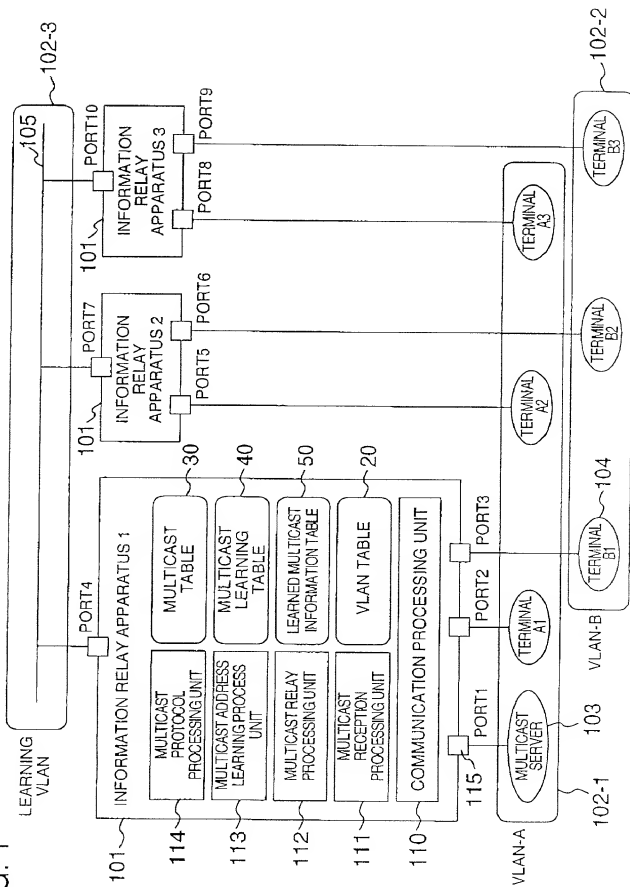 G. 1
LEARNING
VLAN
105
102-3
PORT4
PORT7
PORT10
101
INFORMATION RELAY APPARATUS 1
114
MULTICAST
PROTOCOL
PROCESSING UNIT
MULTICAST
TABLE
30
113
MULTICAST ADDRESS
LEARNING PROCESS
UNIT
MULTICAST
LEARNING
TABLE
40
112
MULTICAST RELAY
PROCESSING UNIT
LEARNED MULTICAST
INFORMATION TABLE
50
111
MULTICAST
RECEPTION
PROCESSING UNIT
VLAN TABLE
20
110
COMMUNICATION PROCESSING UNIT
101
INFORMATION
RELAY
APPARATUS 2
101
INFORMATION
RELAY
APPARATUS 3
115
PORT1
PORT2
PORT3
PORT5
PORT6
PORT8
PORT9
VLAN-A
MULTICAST
SERVER
103
TERMINAL
A1
TERMINAL
A2
TERMINAL
A3
102-1
VLAN-B
TERMINAL
B1
104
TERMINAL
B2
TERMINAL
B3
102-2